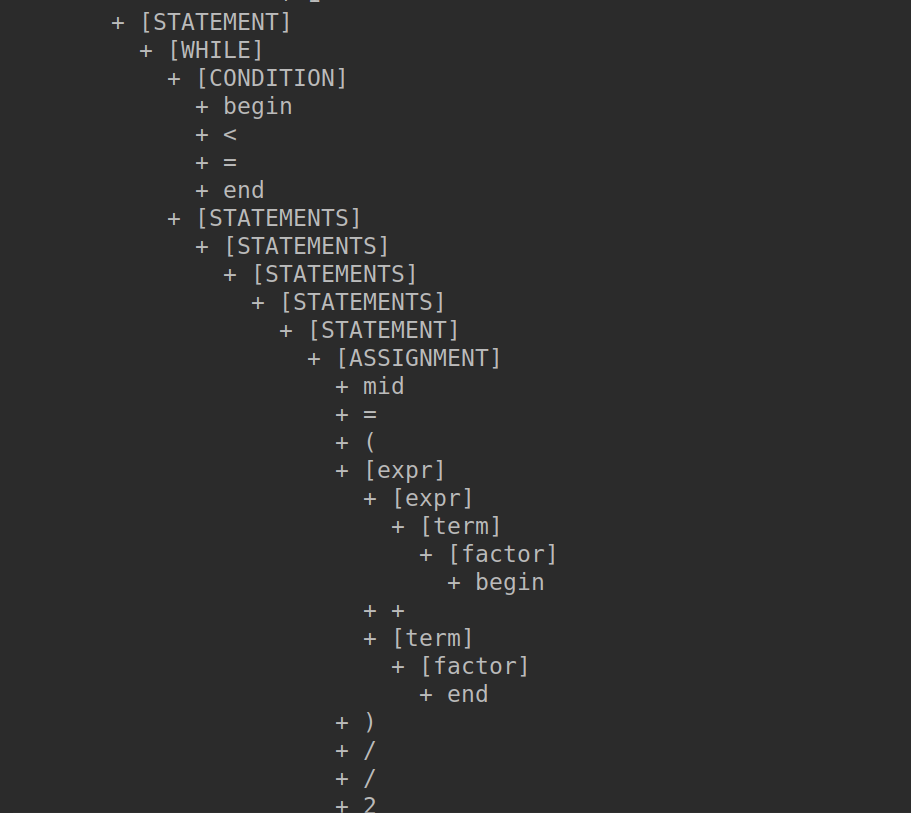 + [STATEMENT]
+ [WHILE]
+ [CONDITION]
+ begin
+ <
+ =
+ end
+ [STATEMENTS]
+ [STATEMENTS]
+ [STATEMENTS]
+ [STATEMENTS]
+ [STATEMENT]
+ [ASSIGNMENT]
+ mid
+ =
+ (
+ [expr]
+ [expr]
+ [term]
+ [factor]
+ begin
+ +
+ [term]
+ [factor]
+ end
+ )
+ /
+ /
+ 2